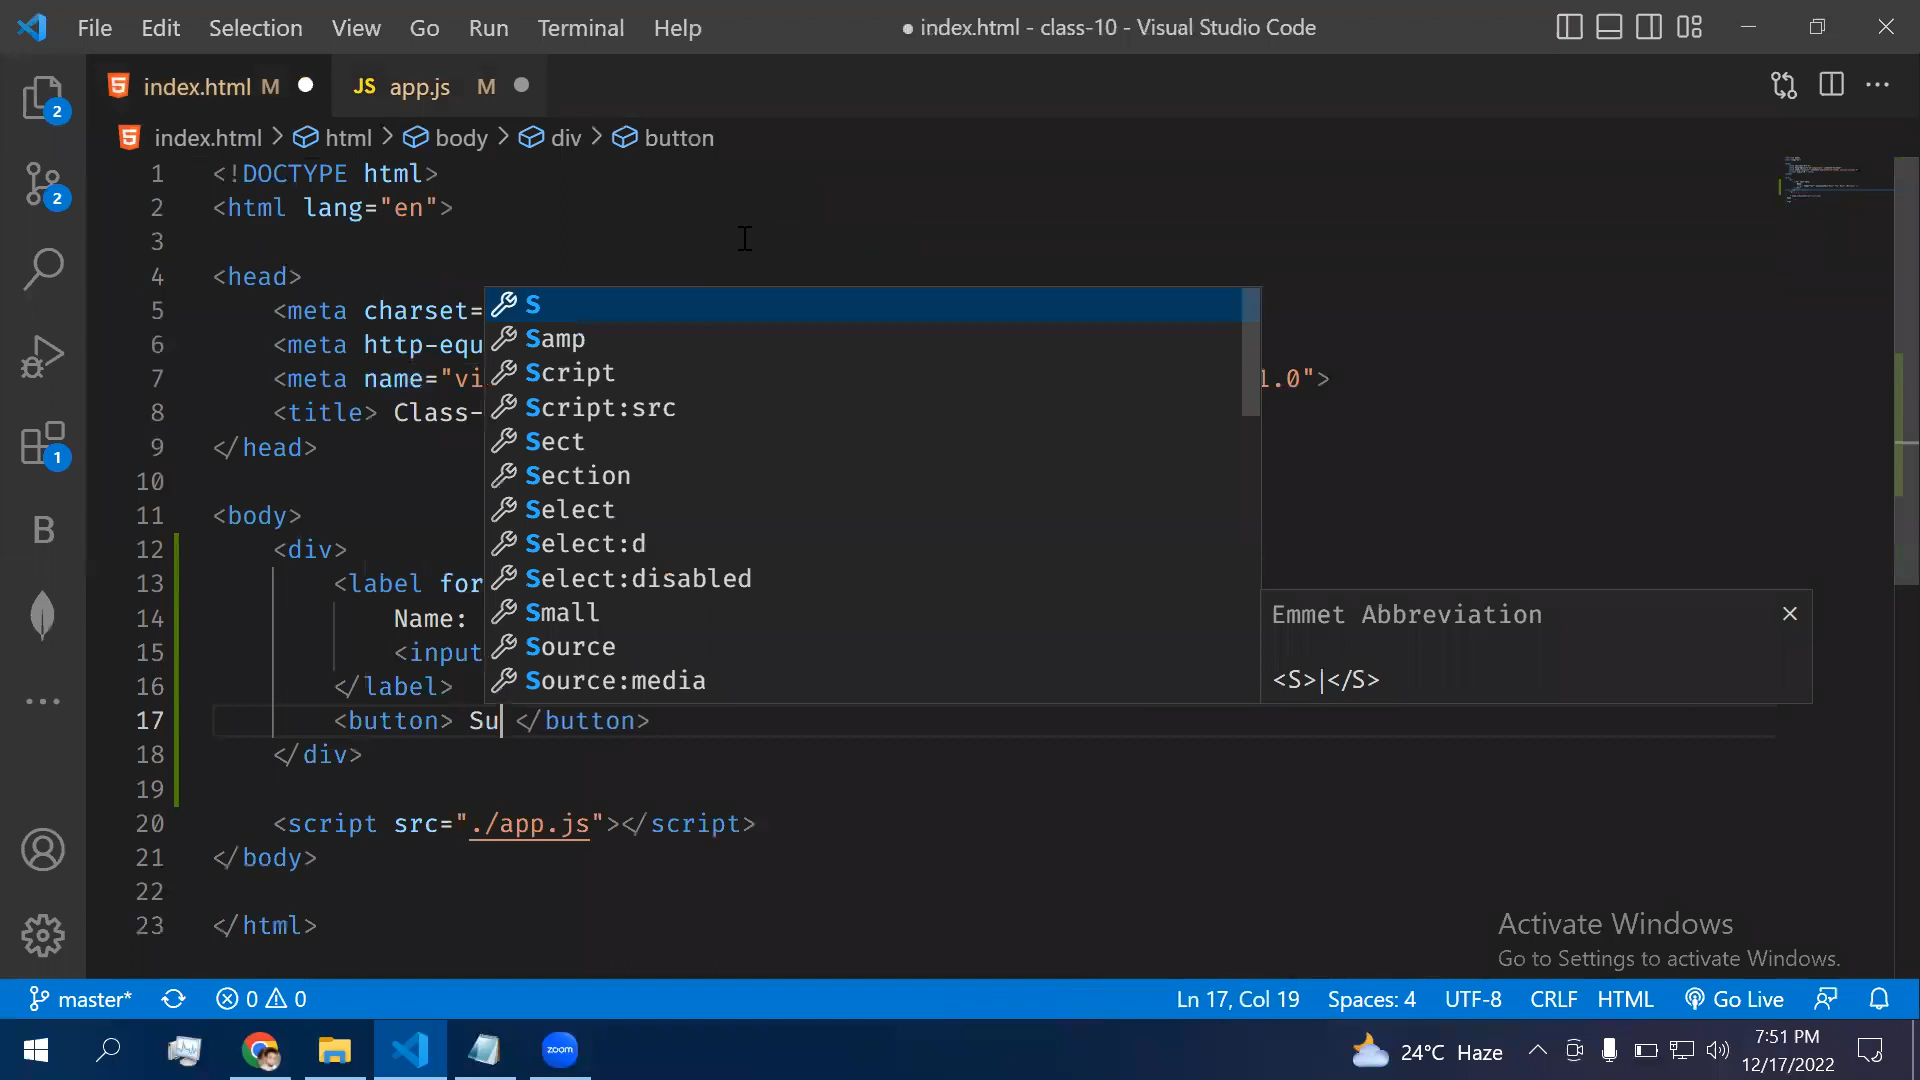 File Edit Selection View Go Run Terminal Help ● index.html - class-10 - Visual Studio Code
index.html M JS app.js M
index.html > html > body > div > button
2
2
1
B
1 <!DOCTYPE html>
2 <html lang="en">
3
4 <head>
5 <meta charset=
6 <meta http-equ
7 <meta name="vi 1.0">
8 <title> Class-
9 </head>
10
11 <body>
12 <div>
13 <label for
14 Name:
15 <input
16 </label>
17 <button> Su </button>
18 </div>
19
20 <script src="./app.js"></script>
21 </body>
22
23 </html>
S
Samp
Script
Script:src
Sect
Section
Select
Select:d
Select:disabled
Small
Source
Source:media
Emmet Abbreviation
<S>|</S>
Activate Windows
Go to Settings to activate Windows.
master* 0 0 Ln 17, Col 19 Spaces: 4 UTF-8 CRLF HTML Go Live
zoom 24°C Haze 7:51 PM
12/17/2022